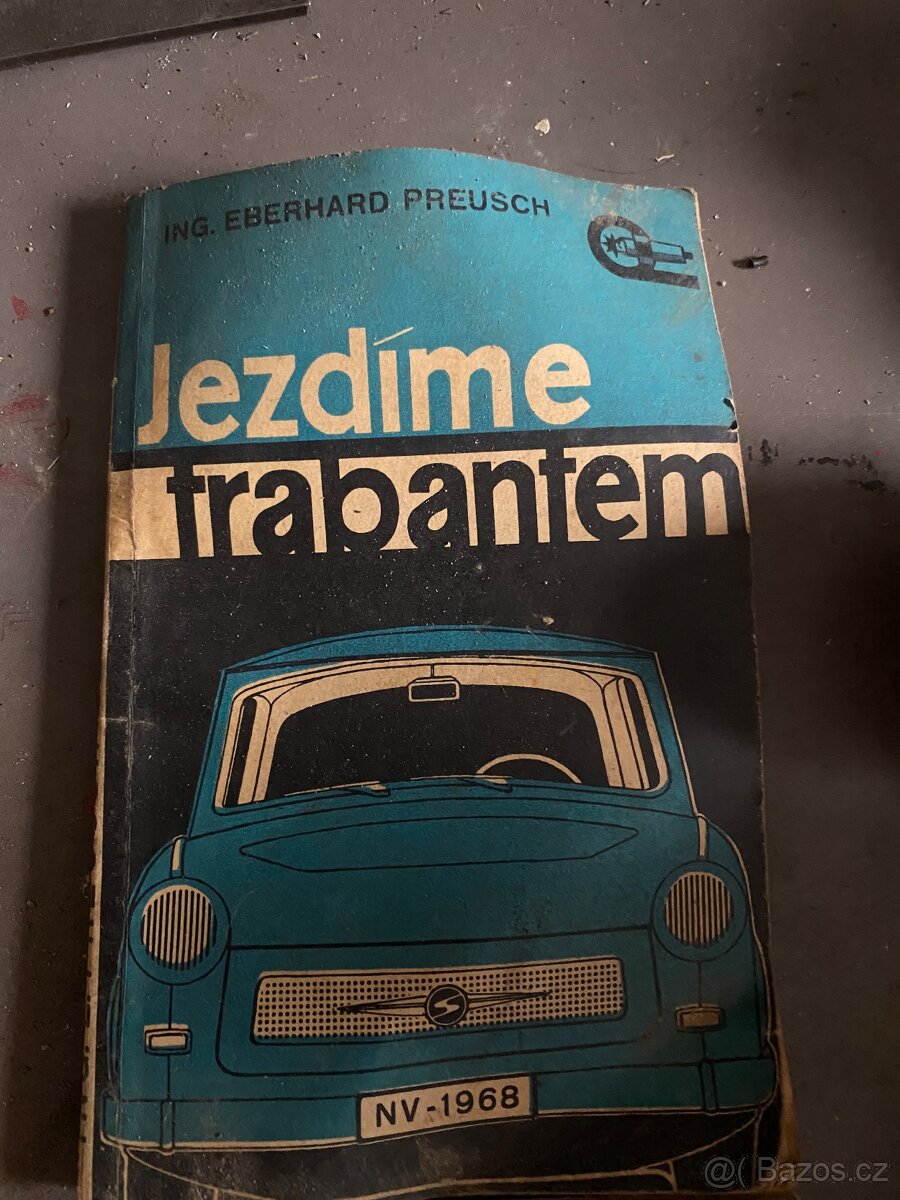 ING. EBERHARD PREUSCH
Jezdíme
trabantem
S
NV-1968
@( Bazos.cz